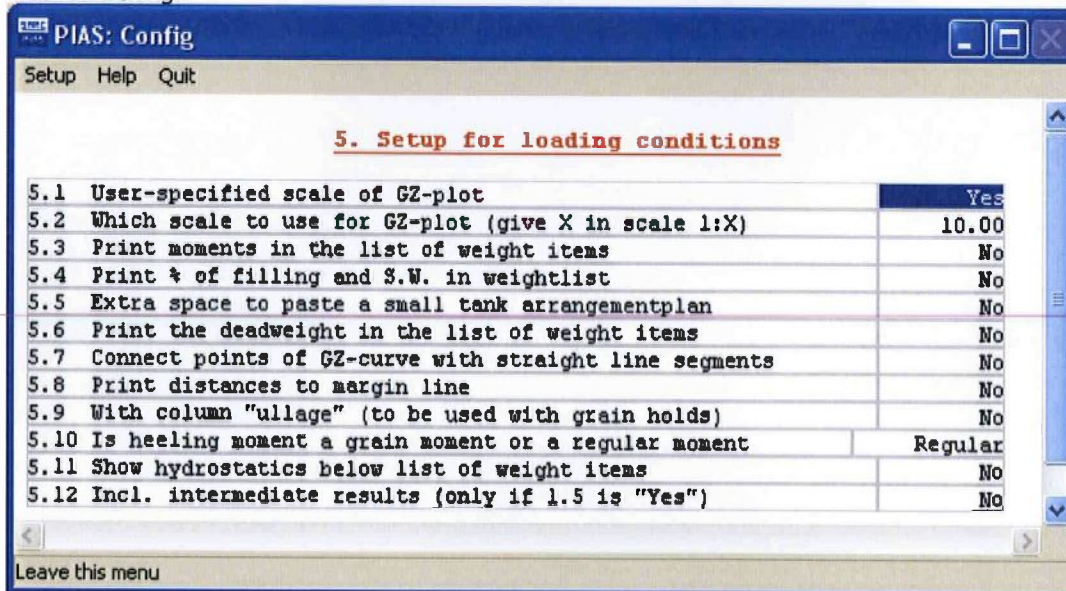 PIAS: Config
Setup Help Quit
5. Setup for loading conditions
5.1 User-specified scale of GZ-plot Yes
5.2 Which scale to use for GZ-plot (give X in scale 1:X) 10.00
5.3 Print moments in the list of weight items No
5.4 Print % of filling and S.W. in weightlist No
5.5 Extra space to paste a small tank arrangementplan No
5.6 Print the deadweight in the list of weight items No
5.7 Connect points of GZ-curve with straight line segments No
5.8 Print distances to margin line No
5.9 With column "ullage" (to be used with grain holds) No
5.10 Is heeling moment a grain moment or a regular moment Regular
5.11 Show hydrostatics below list of weight items No
5.12 Incl. intermediate results (only if 1.5 is "Yes") No
Leave this menu